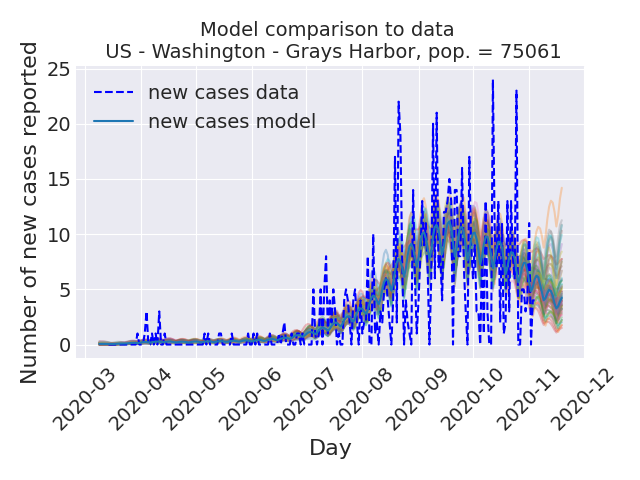 Model comparison to data
US - Washington - Grays Harbor, pop. = 75061
Number of new cases reported
25
20
15
10
5
0
new cases data
new cases model
2020-03
2020-04
2020-05
2020-06
2020-07
2020-08
2020-09
2020-10
2020-11
2020-12
Day